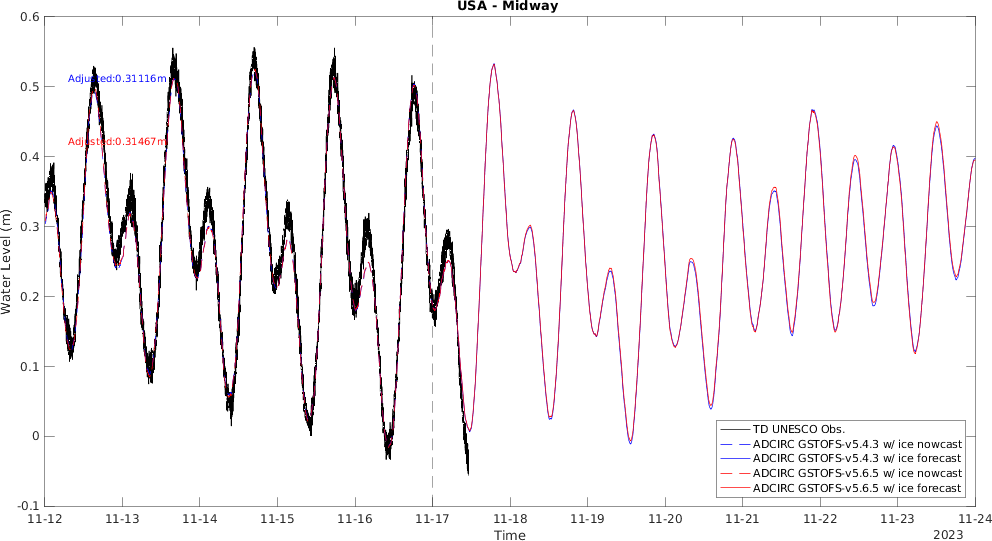 USA - Midway
0.6
0.5
0.4
0.3
0.2
0.1
0
-0.1
Water Level (m)
Adjusted:0.31116m
Adjusted:0.31467m
TD UNESCO Obs.
ADCIRC GSTOFS-v5.4.3 w/ ice nowcast
ADCIRC GSTOFS-v5.4.3 w/ ice forecast
ADCIRC GSTOFS-v5.6.5 w/ ice nowcast
ADCIRC GSTOFS-v5.6.5 w/ ice forecast
11-12 11-13 11-14 11-15 11-16 11-17 11-18 11-19 11-20 11-21 11-22 11-23 11-24
Time
2023